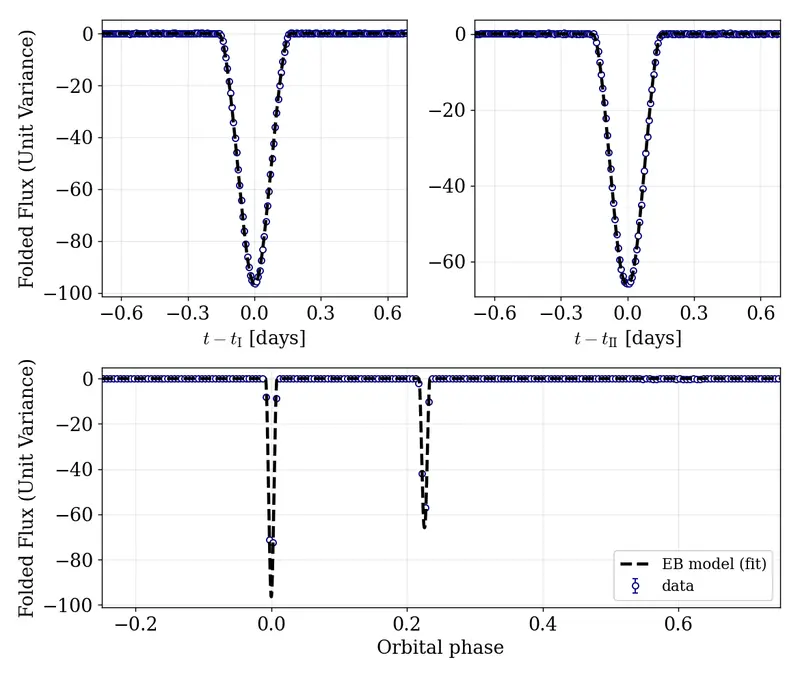 Folded Flux (Unit Variance)
0
−20
−40
−60
−80
−100
−0.6 −0.3 0.0 0.3 0.6
t − t_I [days]
0
−20
−40
−60
−0.6 −0.3 0.0 0.3 0.6
t − t_II [days]
Folded Flux (Unit Variance)
0
−20
−40
−60
−80
−100
−0.2 0.0 0.2 0.4 0.6
Orbital phase
EB model (fit)
data